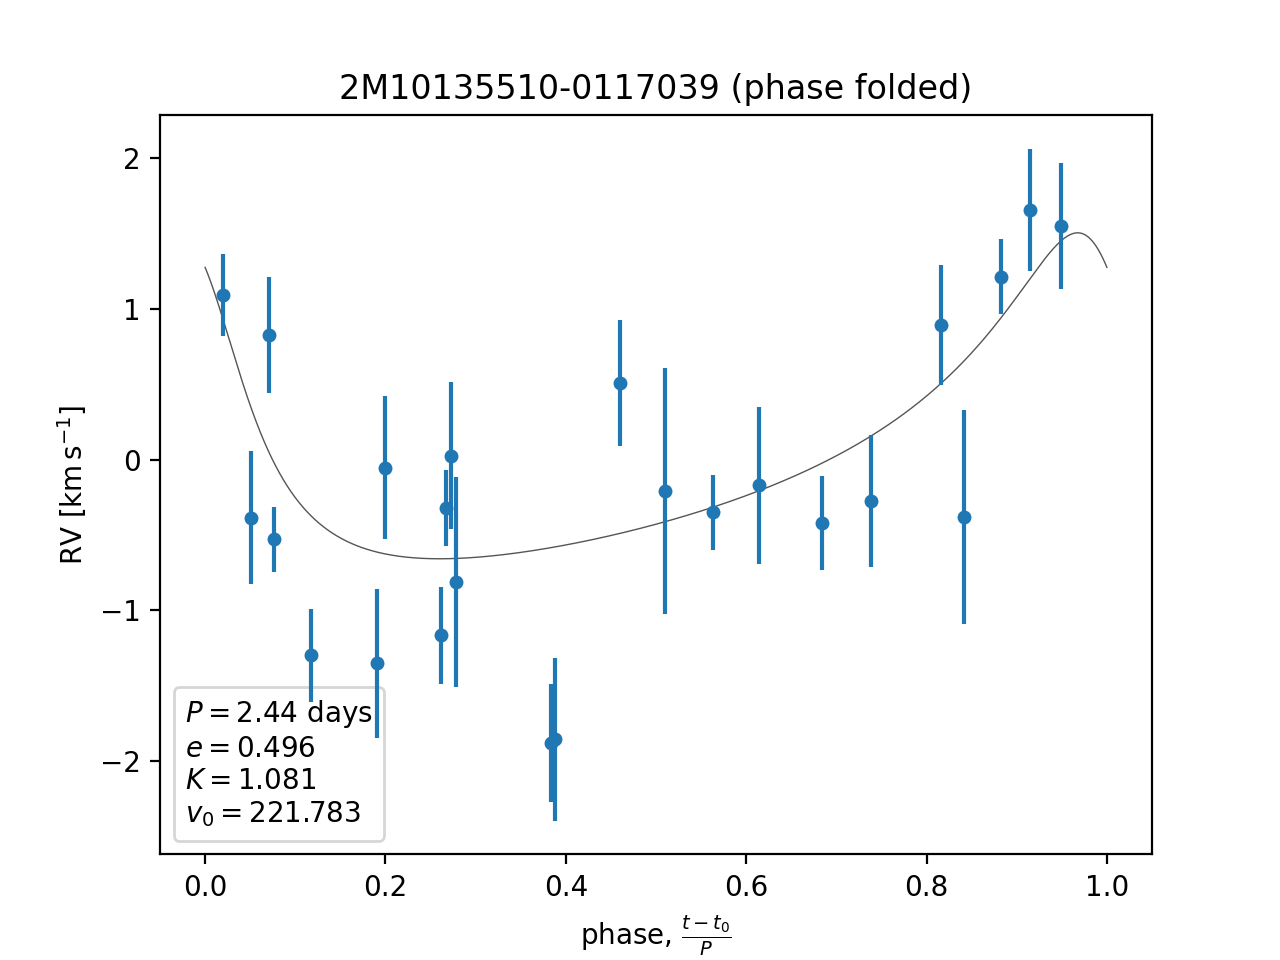 2M10135510-0117039 (phase folded)
RV [km s⁻¹]
2
1
0
−1
−2
P = 2.44 days
e = 0.496
K = 1.081
v₀ = 221.783
0.0 0.2 0.4 0.6 0.8 1.0
phase, (t − t₀)/P